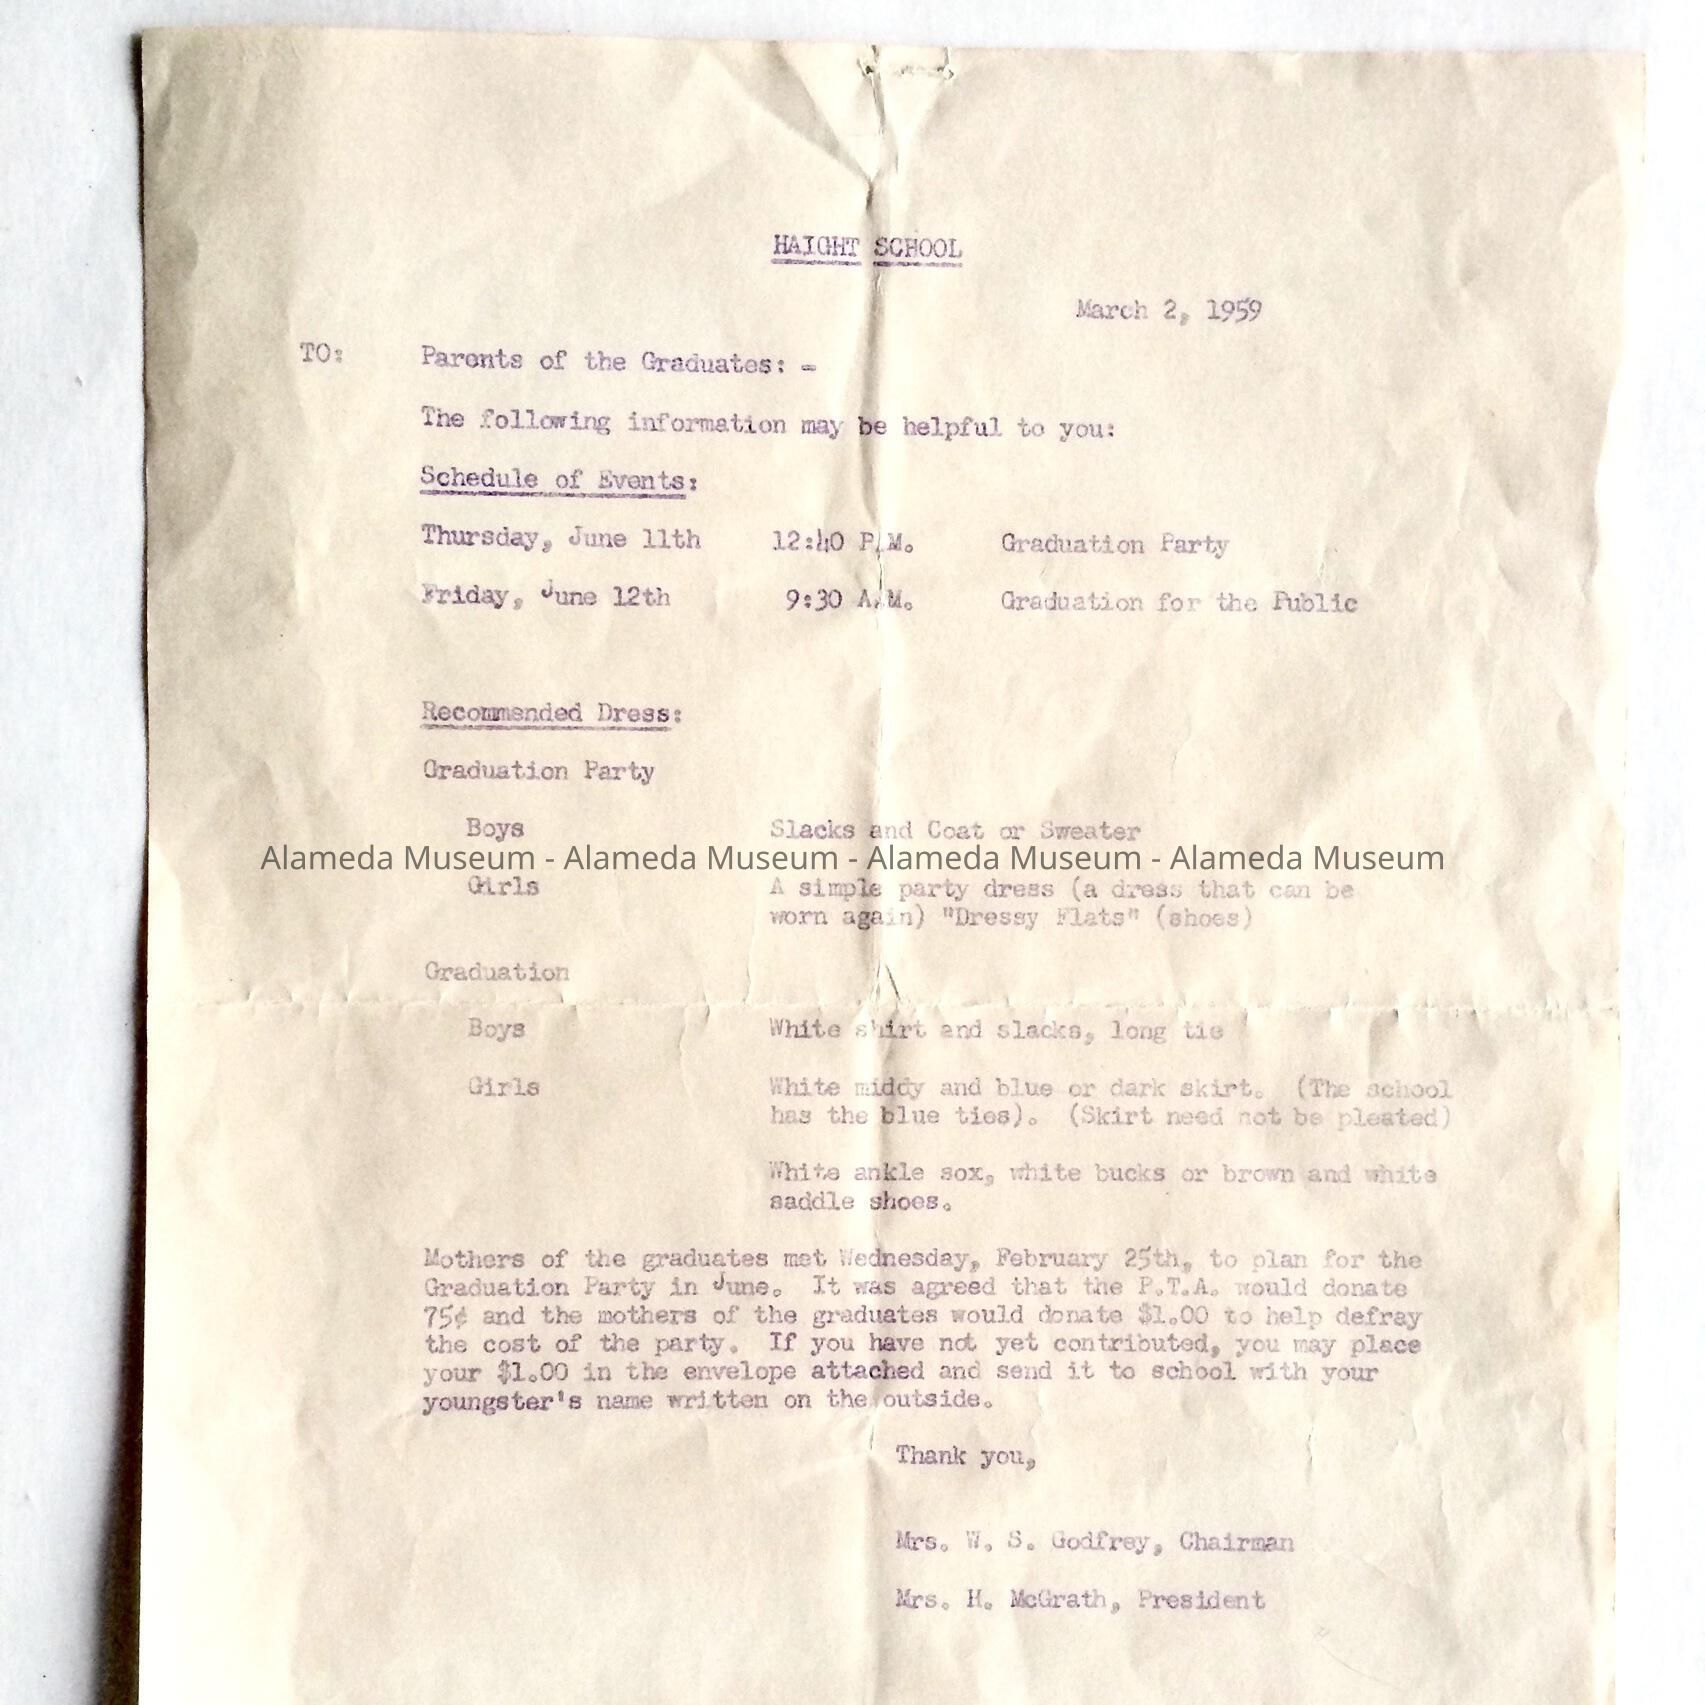 HAIGHT SCHOOL
March 2, 1959
TO: Parents of the Graduates: -
The following information may be helpful to you:
Schedule of Events:
Thursday, June 11th 12:40 P.M. Graduation Party
Friday, June 12th 9:30 A.M. Graduation for the Public
Recommended Dress:
Graduation Party
Boys Slacks and Coat or Sweater
Alameda Museum - Alameda Museum - Alameda Museum - Alameda Museum
Girls A simple party dress (a dress that can be
worn again) "Dressy Flats" (shoes)
Graduation
Boys White shirt and slacks, long tie
Girls White middy and blue or dark skirt. (The school
has the blue ties). (Skirt need not be pleated)
White ankle sox, white bucks or brown and white
saddle shoes.
Mothers of the graduates met Wednesday, February 25th, to plan for the
Graduation Party in June. It was agreed that the P.T.A. would donate
75¢ and the mothers of the graduates would donate $1.00 to help defray
the cost of the party. If you have not yet contributed, you may place
your $1.00 in the envelope attached and send it to school with your
youngster's name written on the outside.
Thank you,
Mrs. W. S. Godfrey, Chairman
Mrs. H. McGrath, President